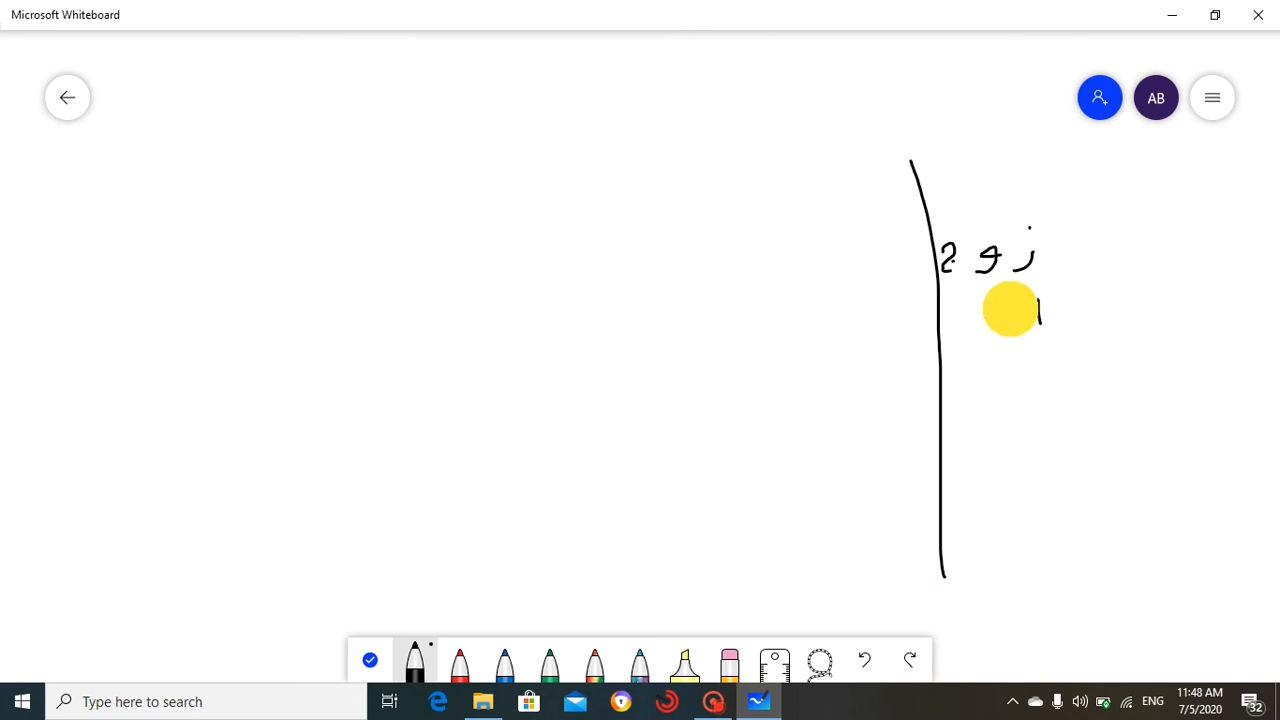 Microsoft Whiteboard
AB
Type here to search
ENG
11:48 AM
7/5/2020
32